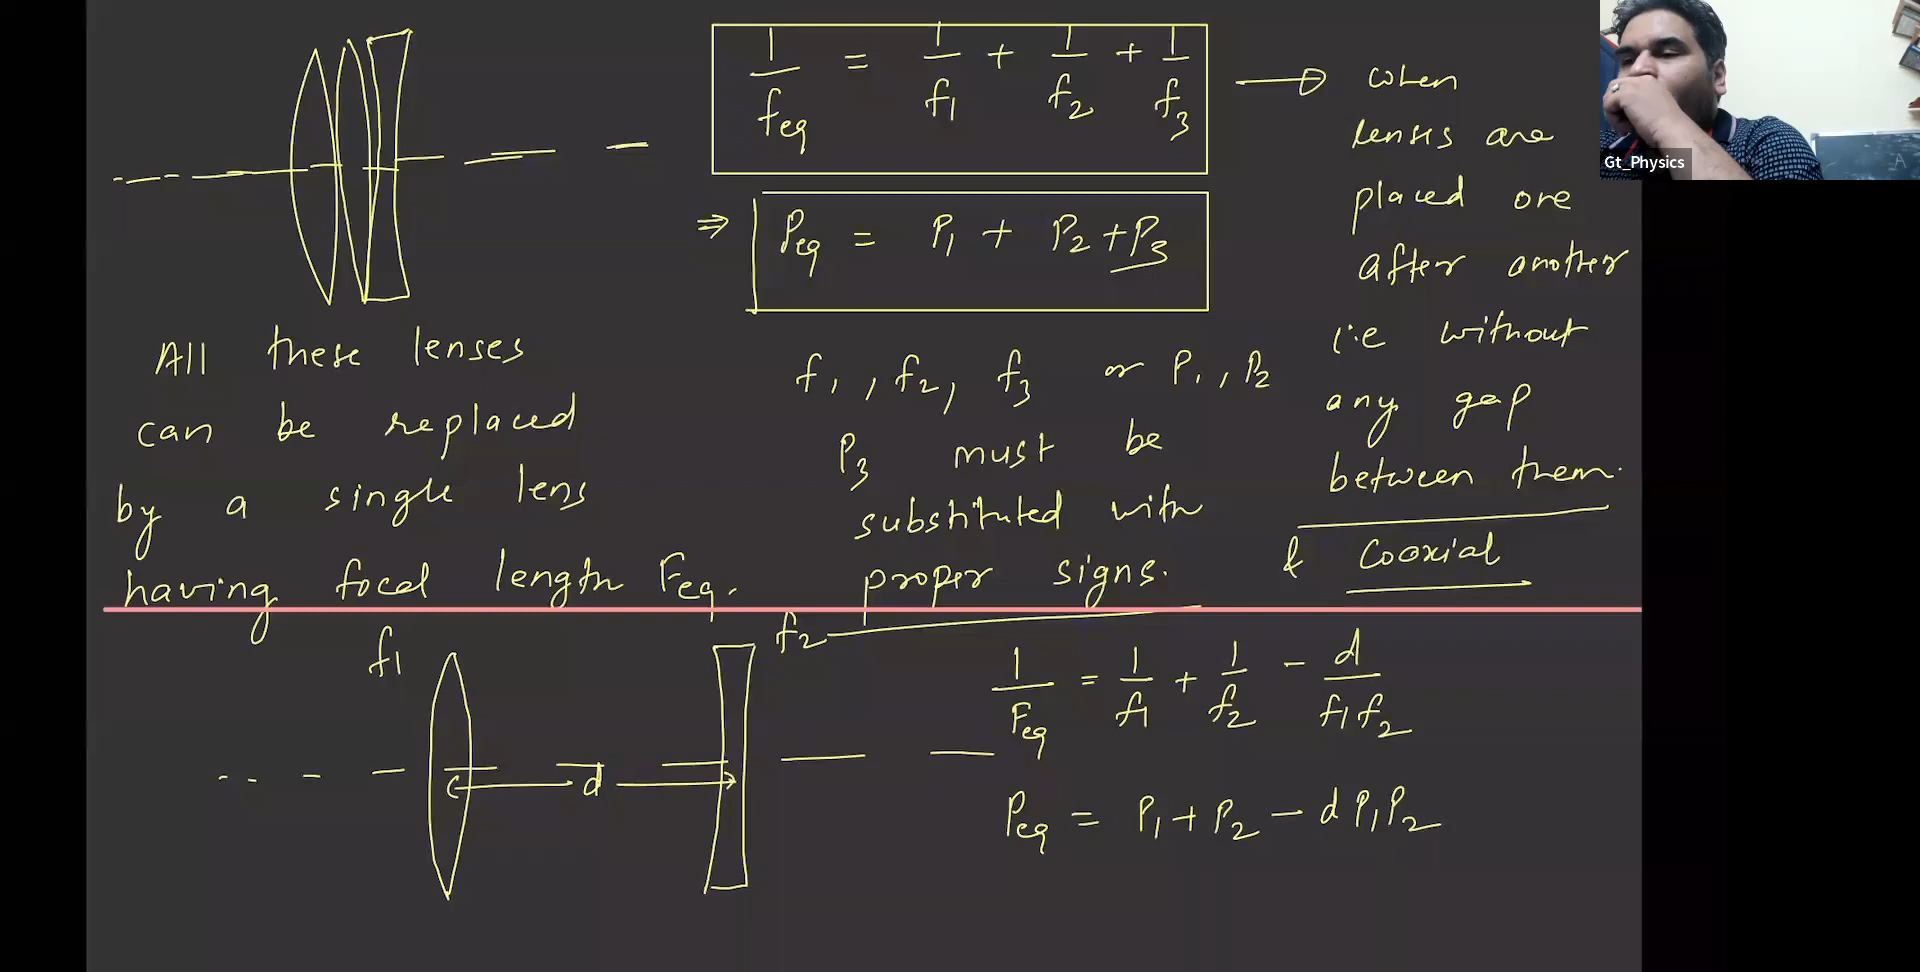 1/feq = 1/f1 + 1/f2 + 1/f3
⇒ Peq = P1 + P2 + P3
→ when
lenses are
placed one
after another
i.e without
any gap
between them.
& Coaxial
Gt_Physics
All these lenses
can be replaced
by a single lens
having focal length Feq.
f1, f2, f3 or P1, P2
P3 must be
substituted with
proper signs.
f1
f2
d
1/Feq = 1/f1 + 1/f2 - d/f1f2
Peq = P1 + P2 - dP1P2